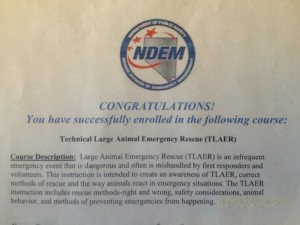 DEPARTMENT OF PUBLIC SAFETY
NDEM
DIVISION OF EMERGENCY MANAGEMENT
CONGRATULATIONS!
You have successfully enrolled in the following course:
Technical Large Animal Emergency Rescue (TLAER)
Course Description: Large Animal Emergency Rescue (TLAER) is an infrequent
emergency event that is dangerous and often is mishandled by first responders and
volunteers. This instruction is intended to create an awareness of TLAER, correct
methods of rescue and the way animals react in emergency situations. The TLAER
instruction includes rescue methods-right and wrong, safety considerations, animal
behavior, and methods of preventing emergencies from happening.